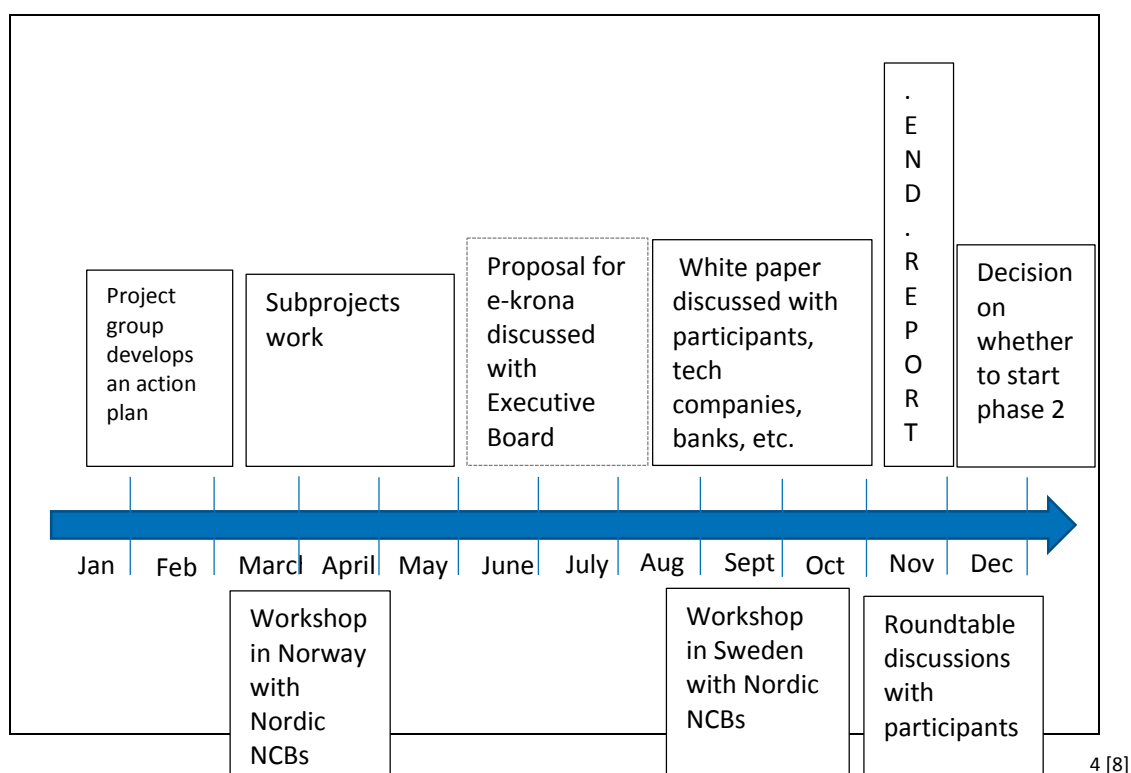 .
E
N
D
.
R
E
P
O
R
T
Project
group
develops
an action
plan
Subprojects
work
Proposal for
e-krona
discussed
with
Executive
Board
White paper
discussed with
participants,
tech
companies,
banks, etc.
Decision
on
whether
to start
phase 2
Jan Feb March April May June July Aug Sept Oct Nov Dec
Workshop
in Norway
with
Nordic
NCBs
Workshop
in Sweden
with Nordic
NCBs
Roundtable
discussions
with
participants
4 [8]